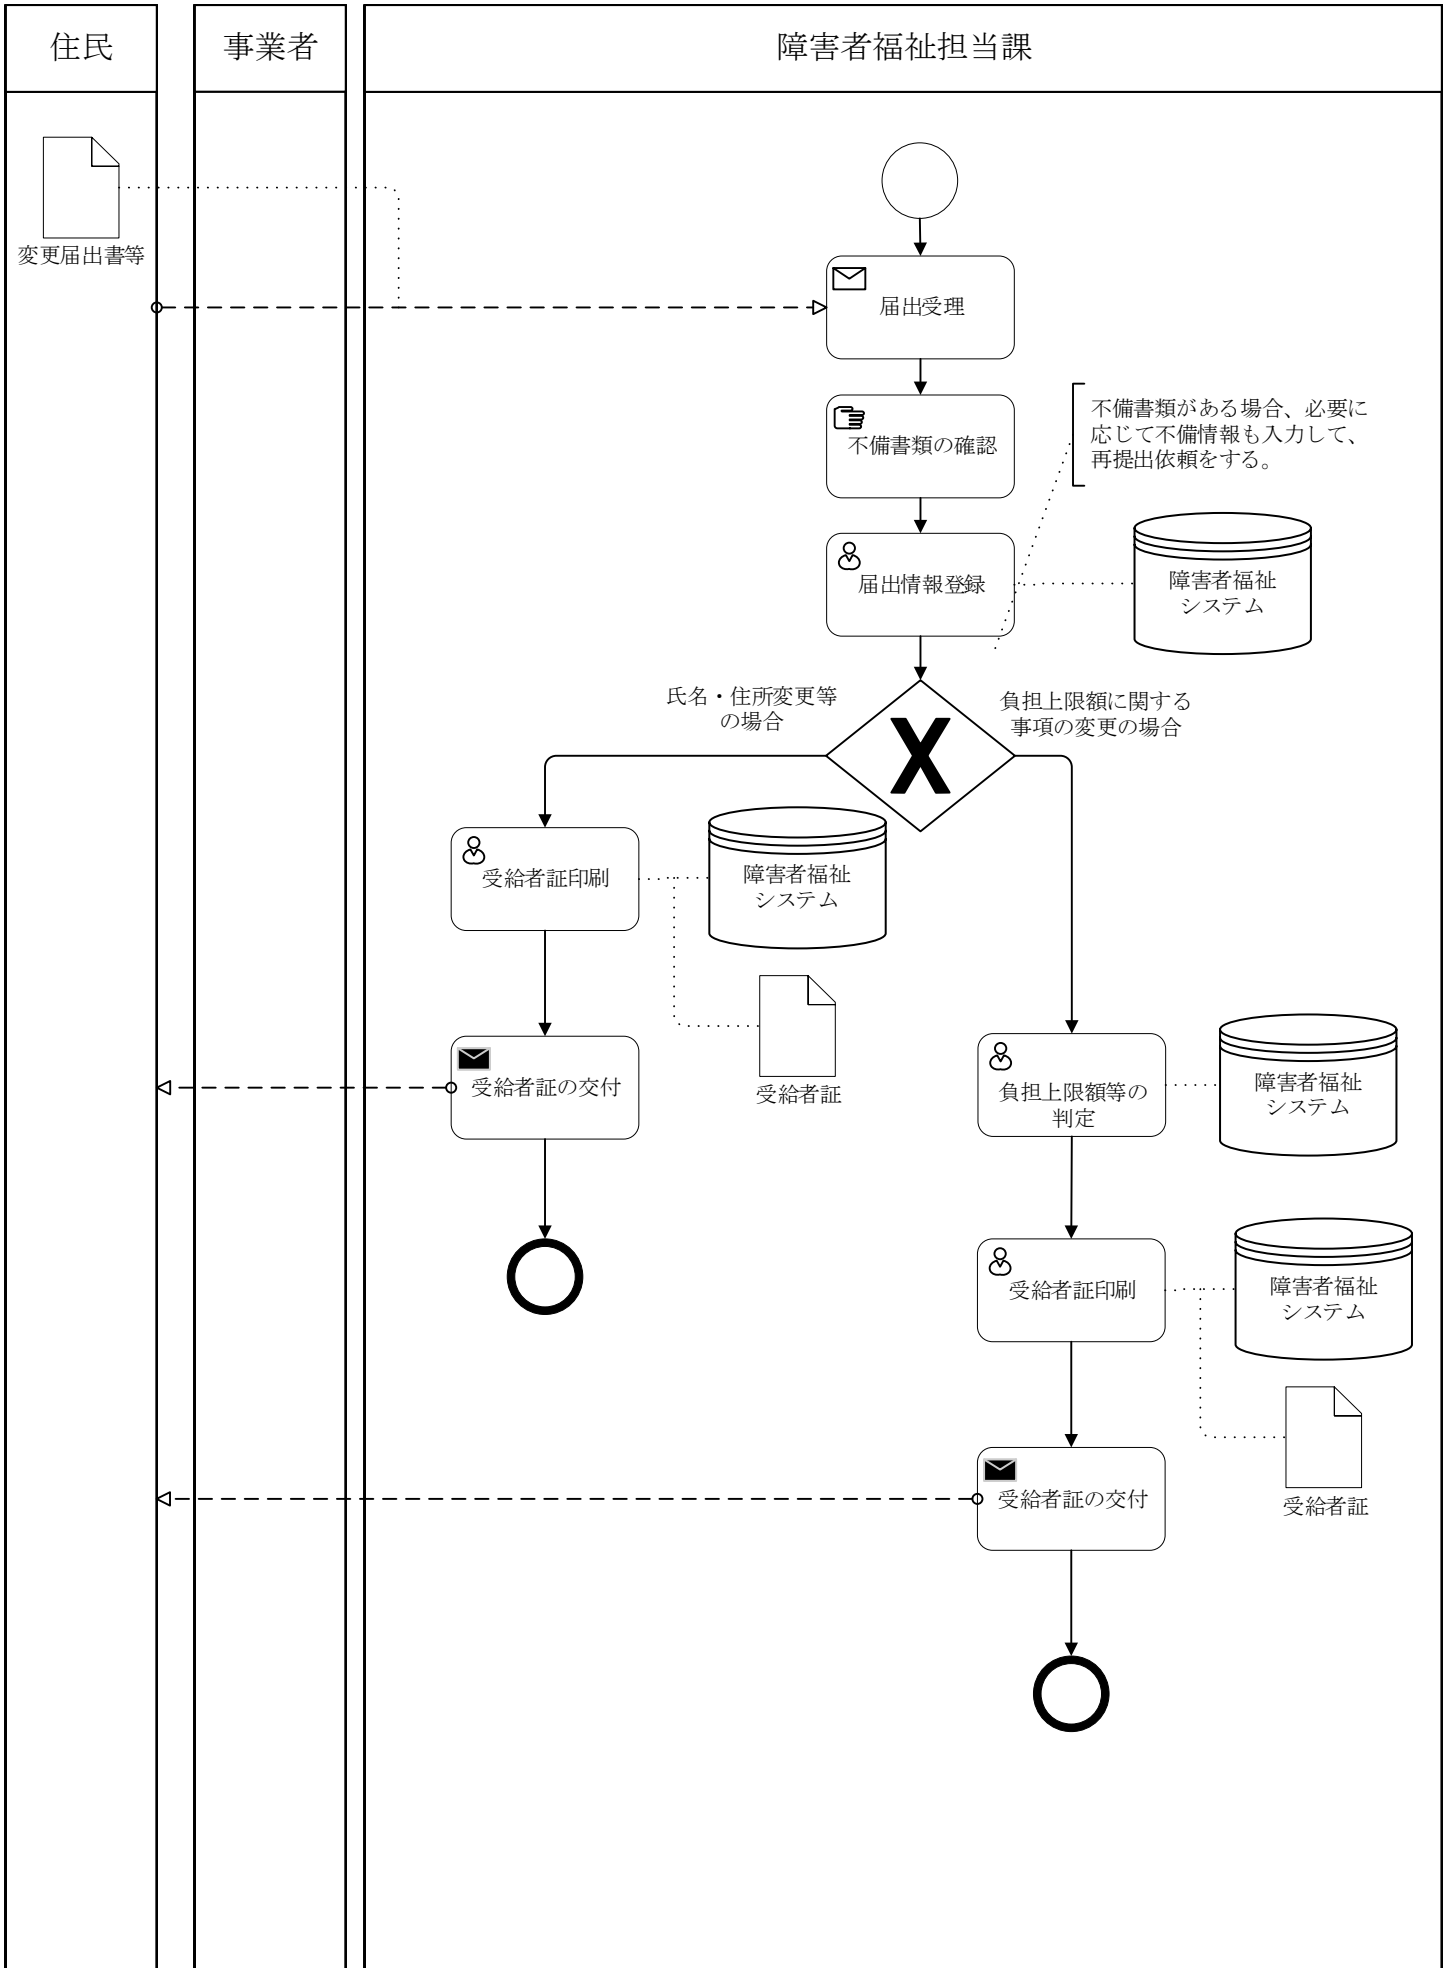 住民
事業者
障害者福祉担当課
変更届出書等
届出受理
不備書類の確認
不備書類がある場合、必要に
応じて不備情報も入力して、
再提出依頼をする。
届出情報登録
障害者福祉
システム
氏名・住所変更等
の場合
負担上限額に関する
事項の変更の場合
X
受給者証印刷
障害者福祉
システム
受給者証
受給者証の交付
負担上限額等の
判定
障害者福祉
システム
受給者証印刷
障害者福祉
システム
受給者証
受給者証の交付